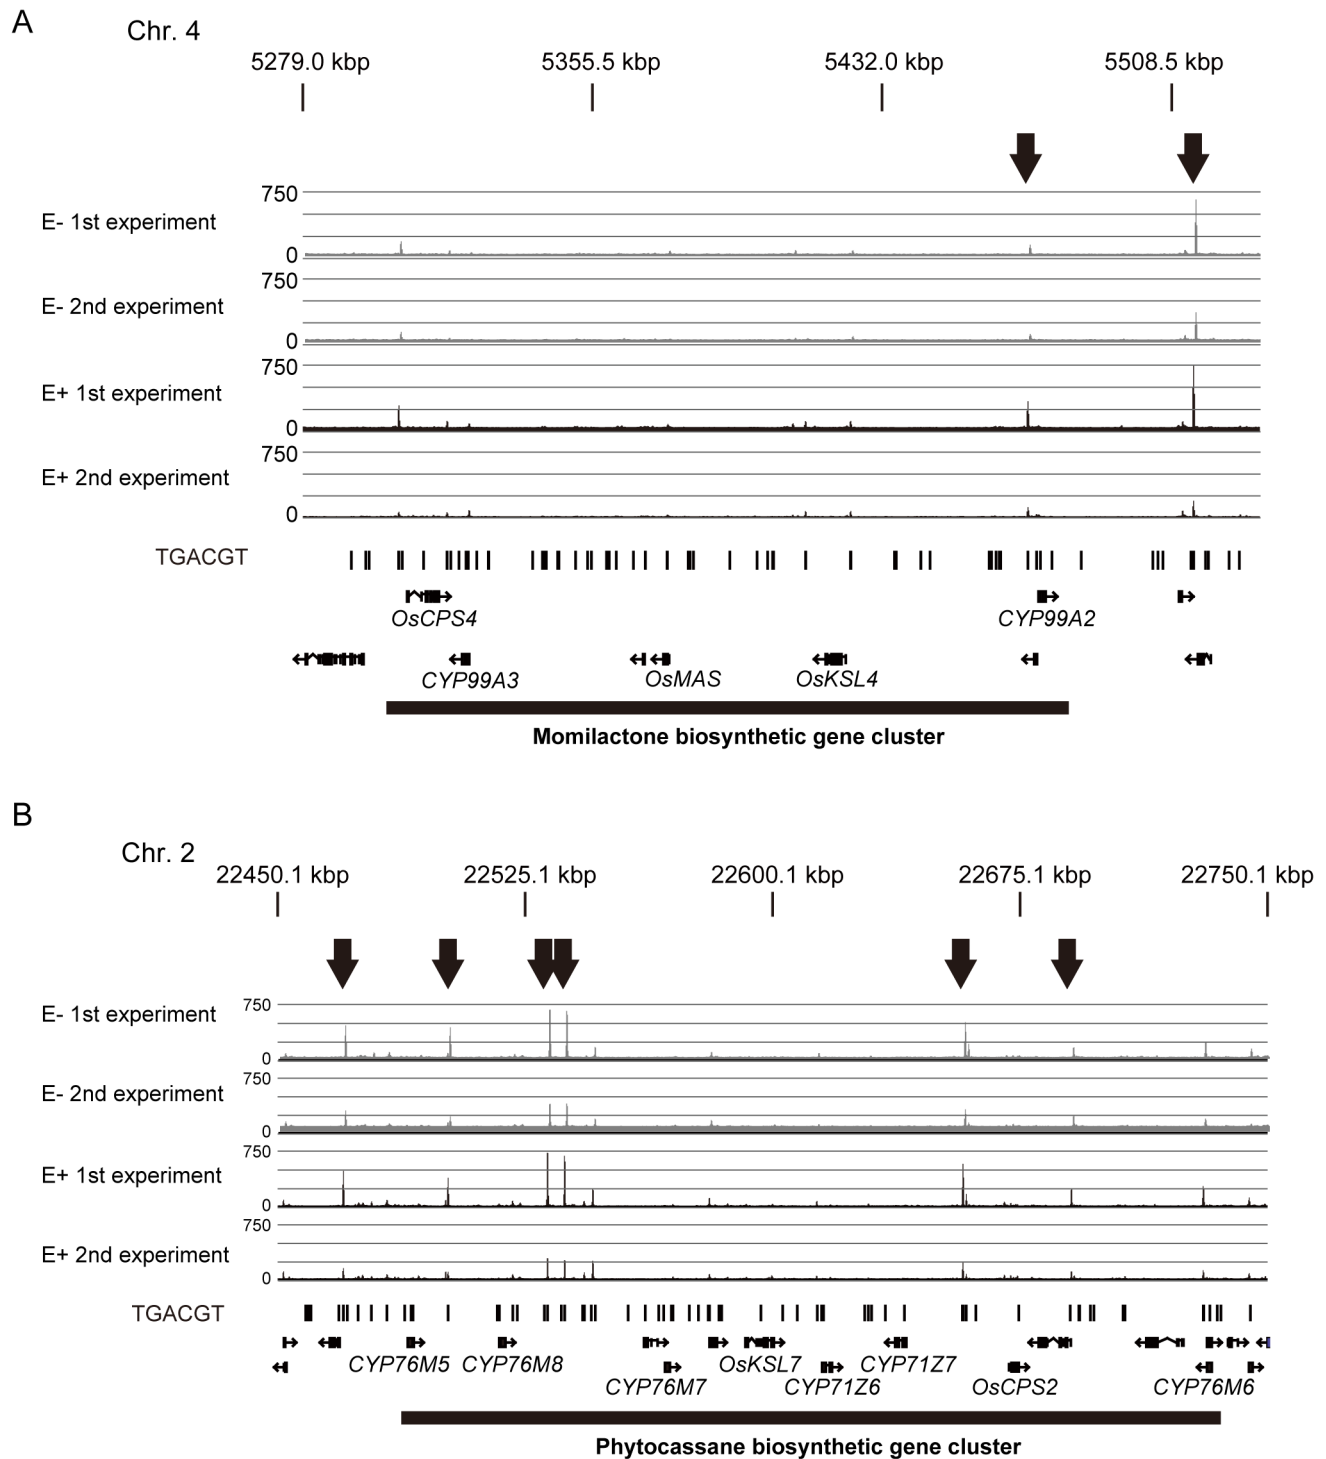 A
Chr. 4
5279.0 kbp 5355.5 kbp 5432.0 kbp 5508.5 kbp
750
E- 1st experiment
0
750
E- 2nd experiment
0
750
E+ 1st experiment
0
750
E+ 2nd experiment
0
TGACGT
OsCPS4 CYP99A2
CYP99A3 OsMAS OsKSL4
Momilactone biosynthetic gene cluster
B
Chr. 2
22450.1 kbp 22525.1 kbp 22600.1 kbp 22675.1 kbp 22750.1 kbp
750
E- 1st experiment
0
750
E- 2nd experiment
0
750
E+ 1st experiment
0
750
E+ 2nd experiment
0
TGACGT
CYP76M5 CYP76M8 OsKSL7 CYP71Z7
CYP76M7 CYP71Z6 OsCPS2 CYP76M6
Phytocassane biosynthetic gene cluster